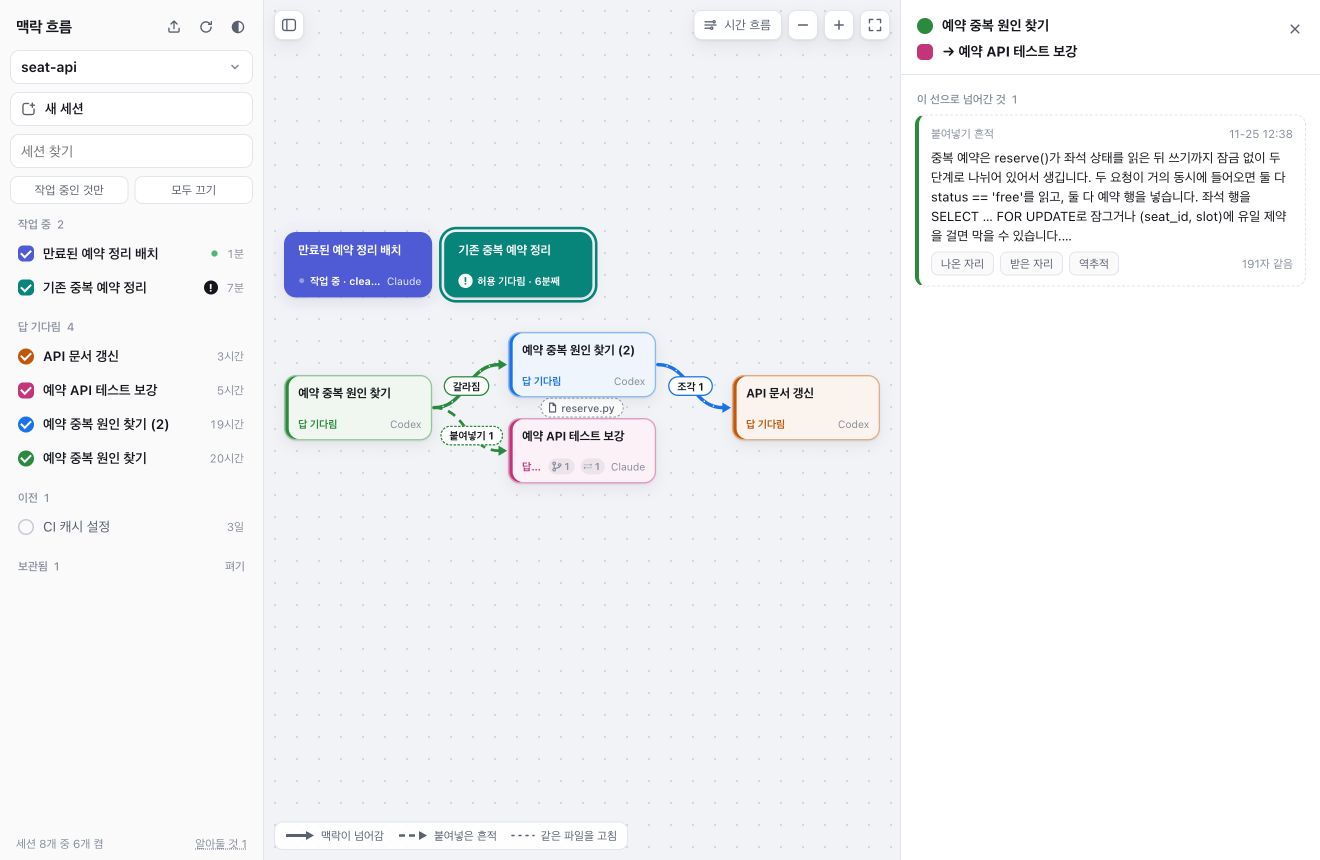 맥락 흐름
seat-api
새 세션
세션 찾기
작업 중인 것만
모두 끄기
작업 중 2
만료된 예약 정리 배치 1분
기존 중복 예약 정리 ! 7분
답 기다림 4
API 문서 갱신 3시간
예약 API 테스트 보강 5시간
예약 중복 원인 찾기 (2) 19시간
예약 중복 원인 찾기 20시간
이전 1
CI 캐시 설정 3일
보관됨 1 펴기
세션 8개 중 6개 켬 알아둘 것 1
시간 흐름
만료된 예약 정리 배치
작업 중 · clea... Claude
기존 중복 예약 정리
! 허용 기다림 · 6분째
예약 중복 원인 찾기
답 기다림 Codex
갈라짐
붙여넣기 1
예약 중복 원인 찾기 (2)
답 기다림 Codex
reserve.py
예약 API 테스트 보강
답... 1 1 Claude
조각 1
API 문서 갱신
답 기다림 Codex
맥락이 넘어감
붙여넣은 흔적
같은 파일을 고침
예약 중복 원인 찾기
→ 예약 API 테스트 보강
이 선으로 넘어간 것 1
붙여넣기 흔적 11-25 12:38
중복 예약은 reserve()가 좌석 상태를 읽은 뒤 쓰기까지 잠금 없이 두
단계로 나뉘어 있어서 생깁니다. 두 요청이 거의 동시에 들어오면 둘 다
status == 'free'를 읽고, 둘 다 예약 행을 넣습니다. 좌석 행을
SELECT ... FOR UPDATE로 잠그거나 (seat_id, slot)에 유일 제약
을 걸면 막을 수 있습니다....
나온 자리
받은 자리
역추적
191자 같음